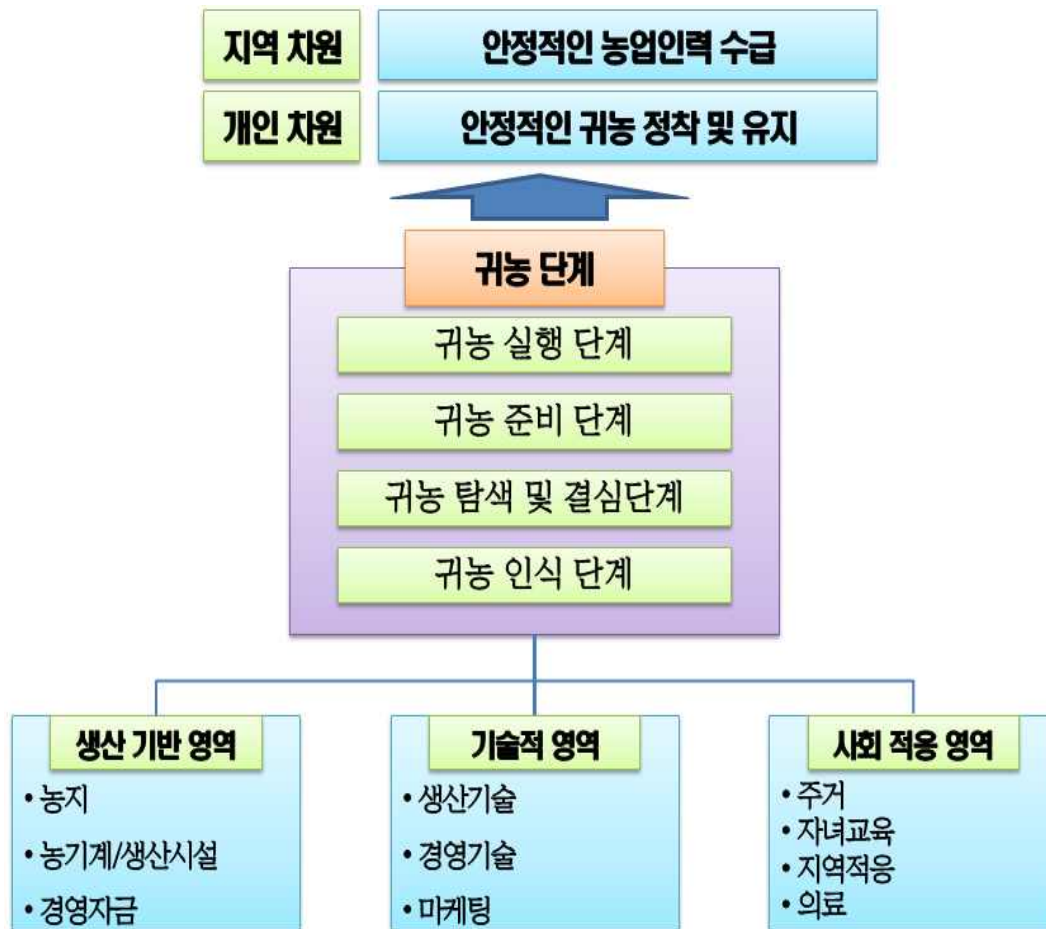 지역 차원
안정적인 농업인력 수급
개인 차원
안정적인 귀농 정착 및 유지
귀농 단계
귀농 실행 단계
귀농 준비 단계
귀농 탐색 및 결심단계
귀농 인식 단계
생산 기반 영역
• 농지
• 농기계/생산시설
• 경영자금
기술적 영역
• 생산기술
• 경영기술
• 마케팅
사회 적응 영역
• 주거
• 자녀교육
• 지역적응
• 의료